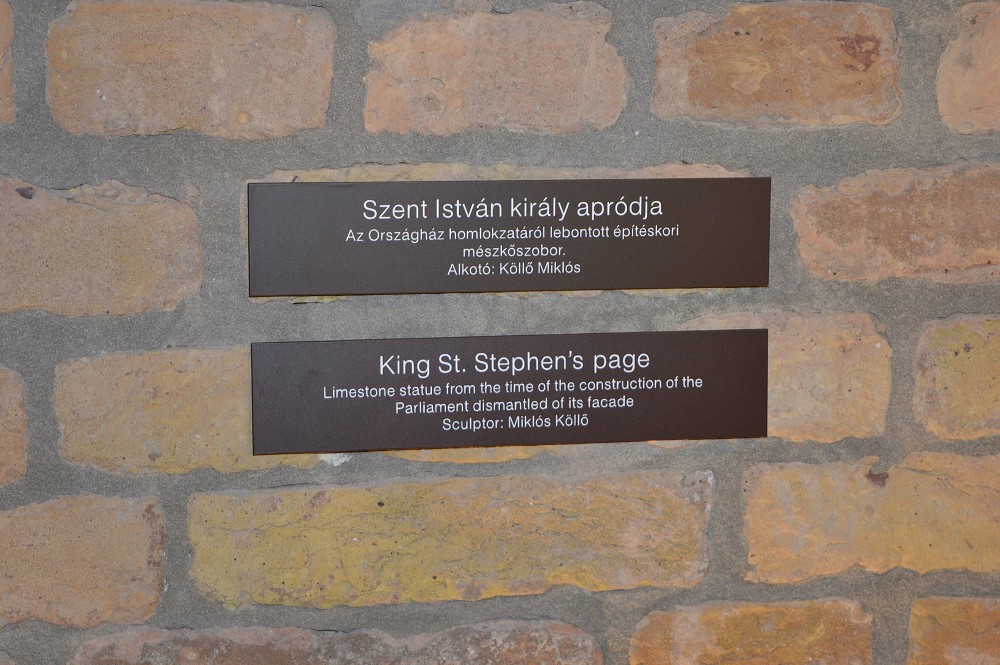 Szent István király apródja
Az Országház homlokzatáról lebontott építéskori
mészkőszobor.
Alkotó: Köllő Miklós
King St. Stephen's page
Limestone statue from the time of the construction of the
Parliament dismantled of its facade
Sculptor: Miklós Köllő